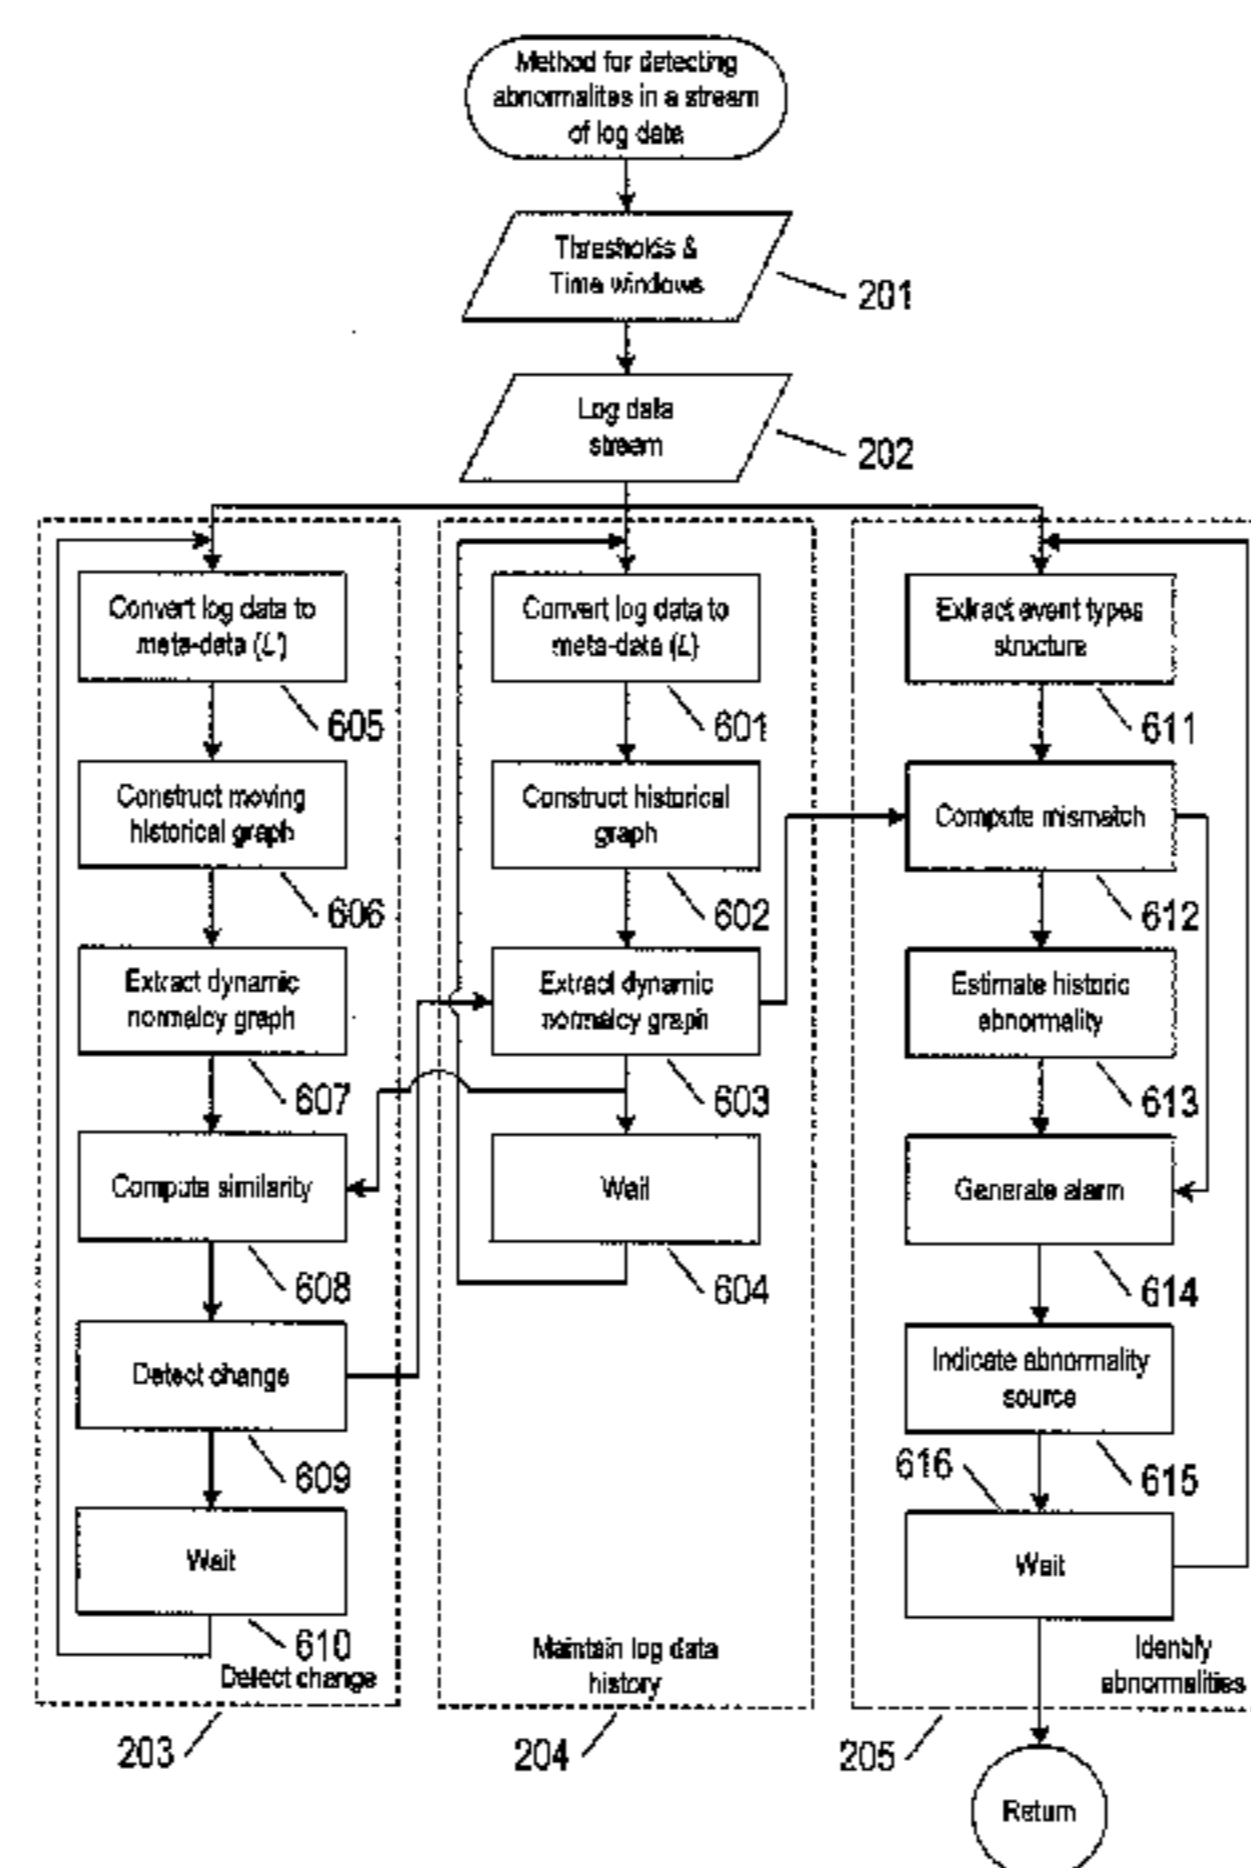 Method for detecting
abnormalites in a stream
of log data
Thresholds &
Time windows
201
Log data
stream
202
Convert log data to
meta-data (L')
605
Construct moving
historical graph
606
Extract dynamic
normalcy graph
607
Compute similarity
608
Detect change
609
Wait
610
Detect change
203
Convert log data to
meta-data (L)
601
Construct historical
graph
602
Extract dynamic
normalcy graph
603
Wait
604
Maintain log data
history
204
Extract event types
structure
611
Compute mismatch
612
Estimate historic
abnormality
613
Generate alarm
614
Indicate abnormality
source
615
616
Wait
Identify
abnormalities
205
Return